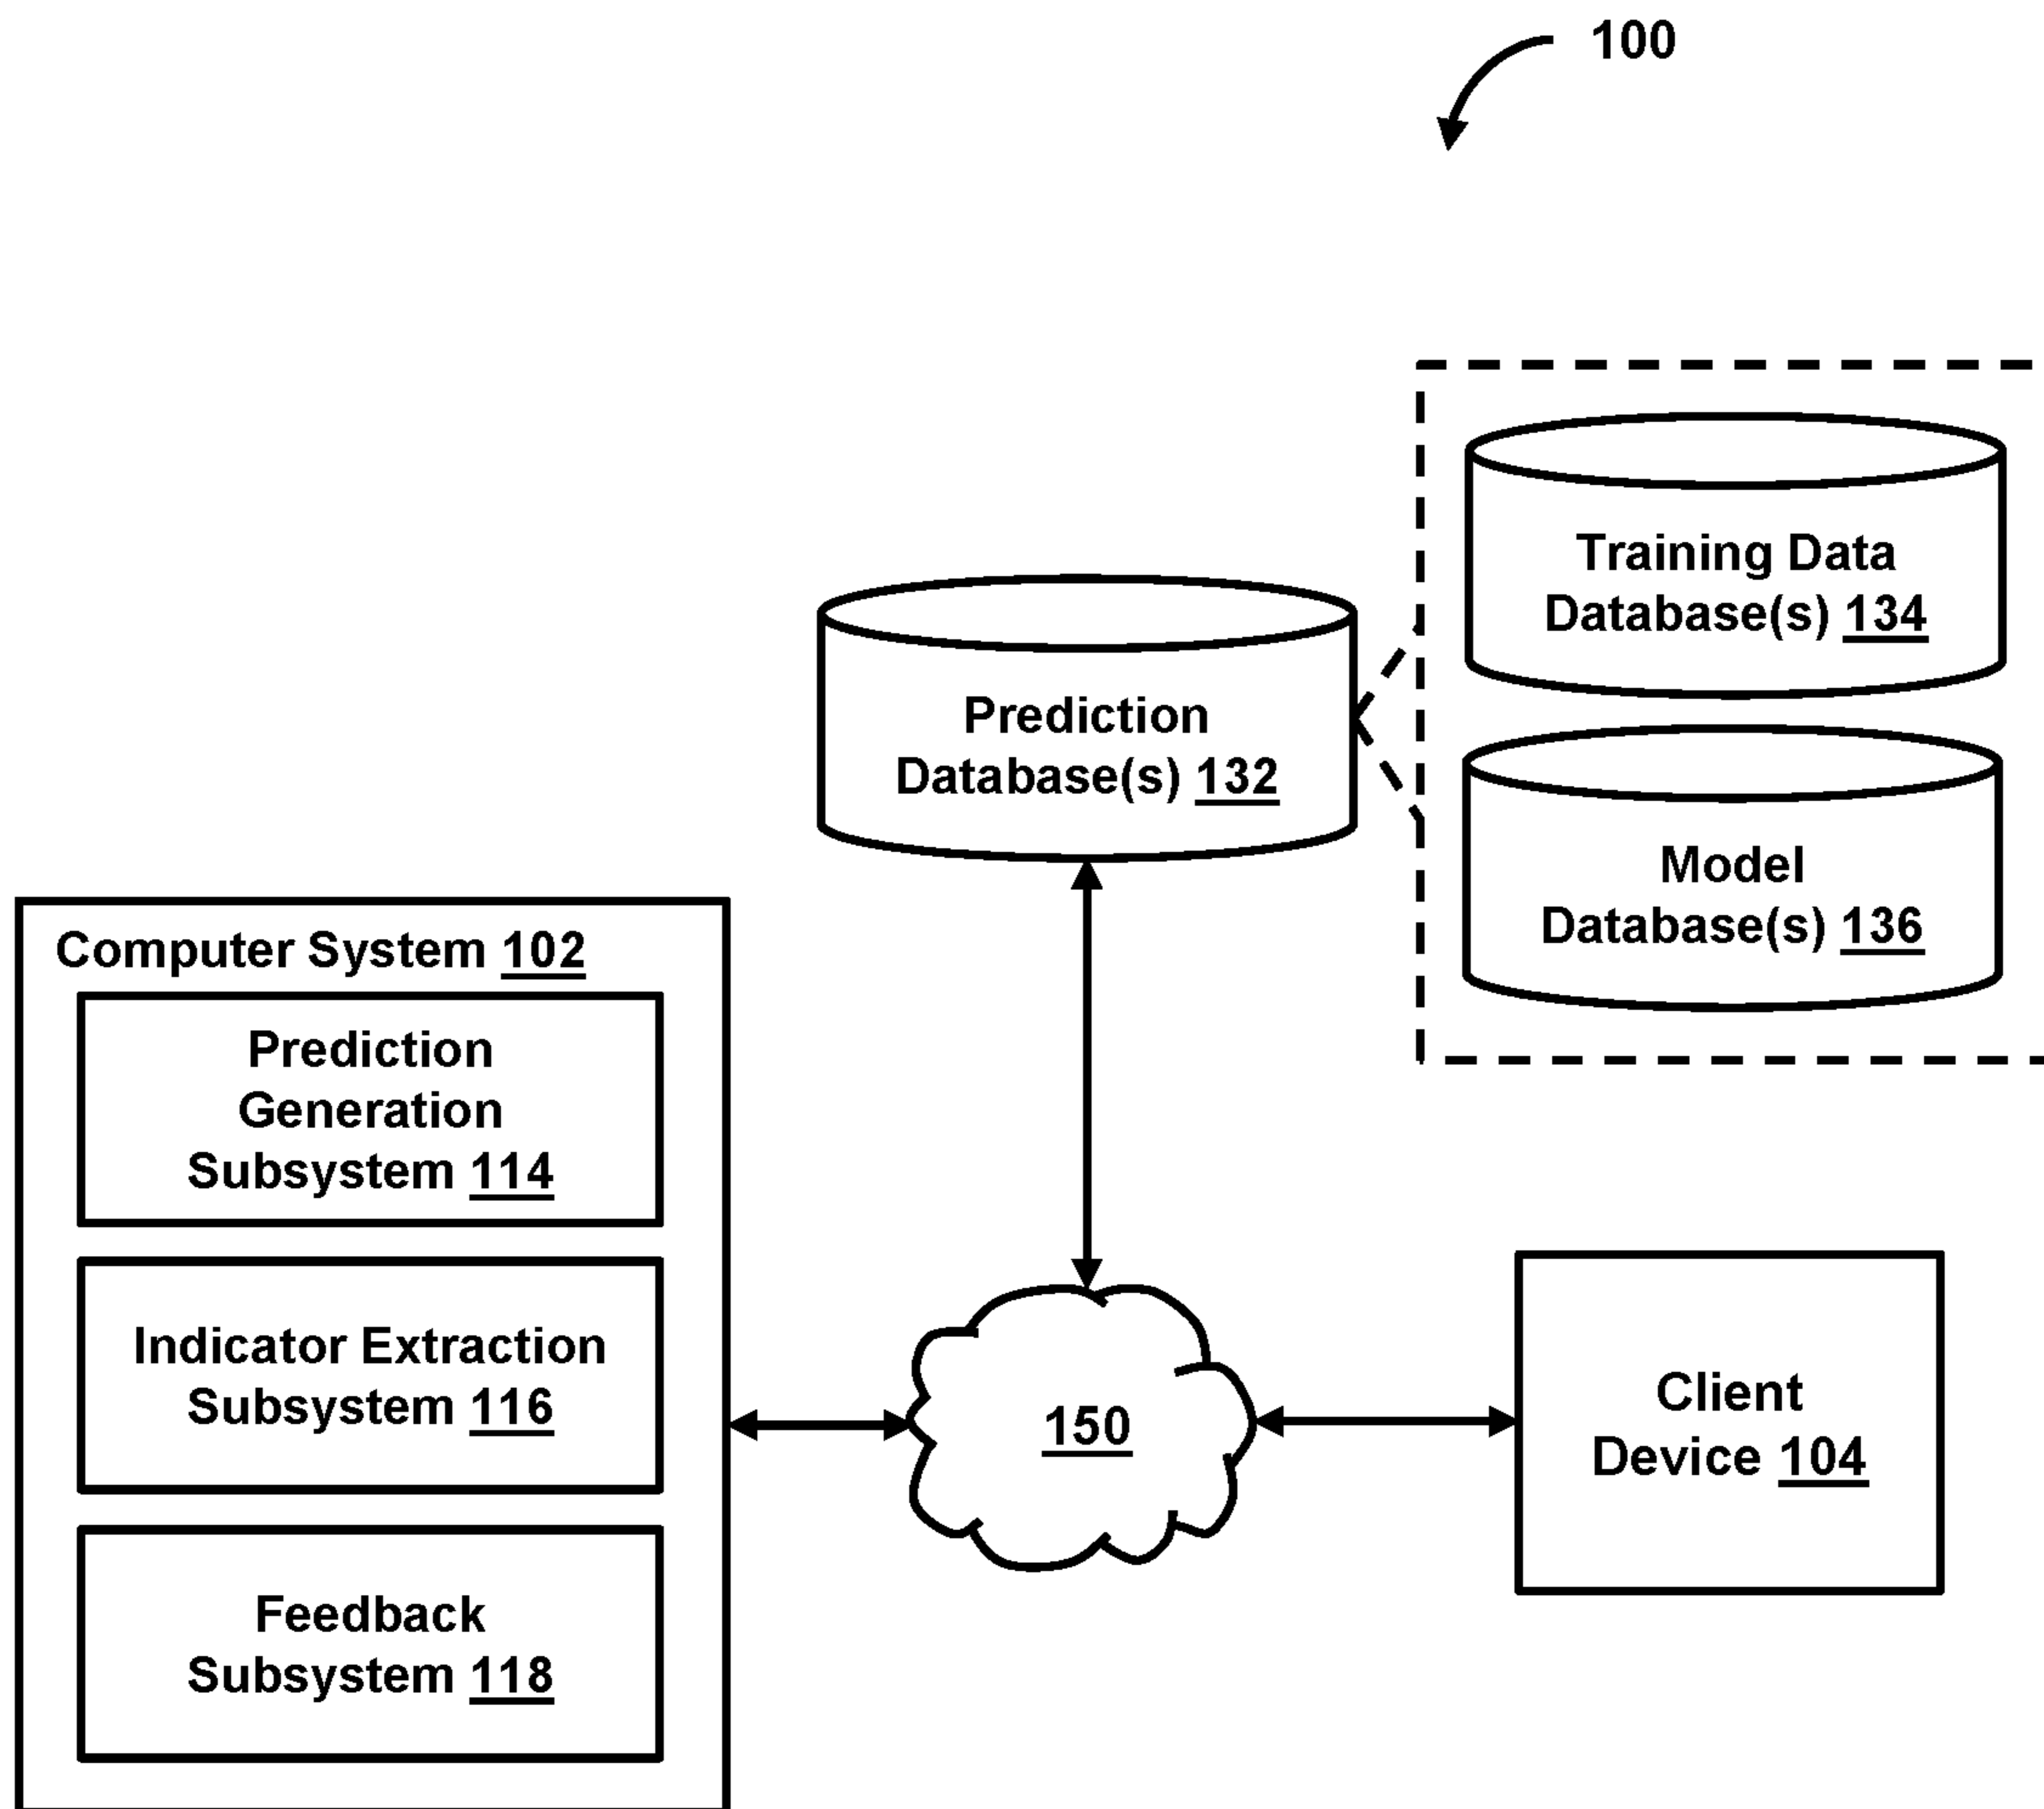 100
Training Data
Database(s) 134
Prediction
Database(s) 132
Model
Database(s) 136
Computer System 102
Prediction
Generation
Subsystem 114
Indicator Extraction
Subsystem 116
Feedback
Subsystem 118
150
Client
Device 104